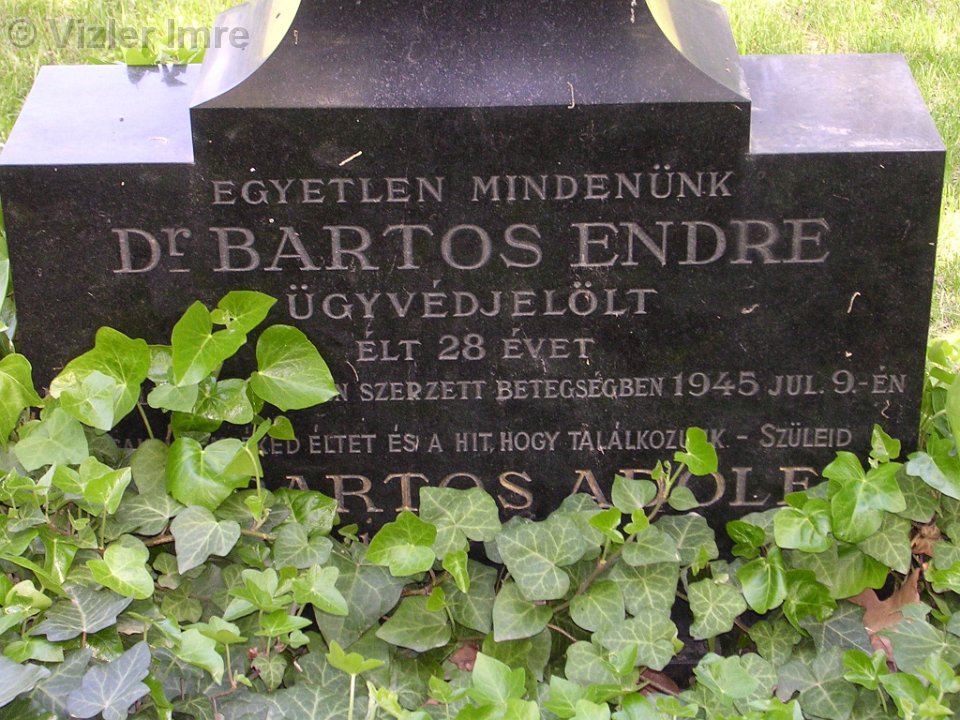 © Vizler Imre
EGYETLEN MINDENÜNK
Dr BARTOS ENDRE
ÜGYVÉDJELÖLT
ÉLT 28 ÉVET
SZERZETT BETEGSÉGBEN 1945 JUL. 9.-ÉN
ÉLTET ÉS A HIT, HOGY TALÁLKOZUNK. - SZÜLEID